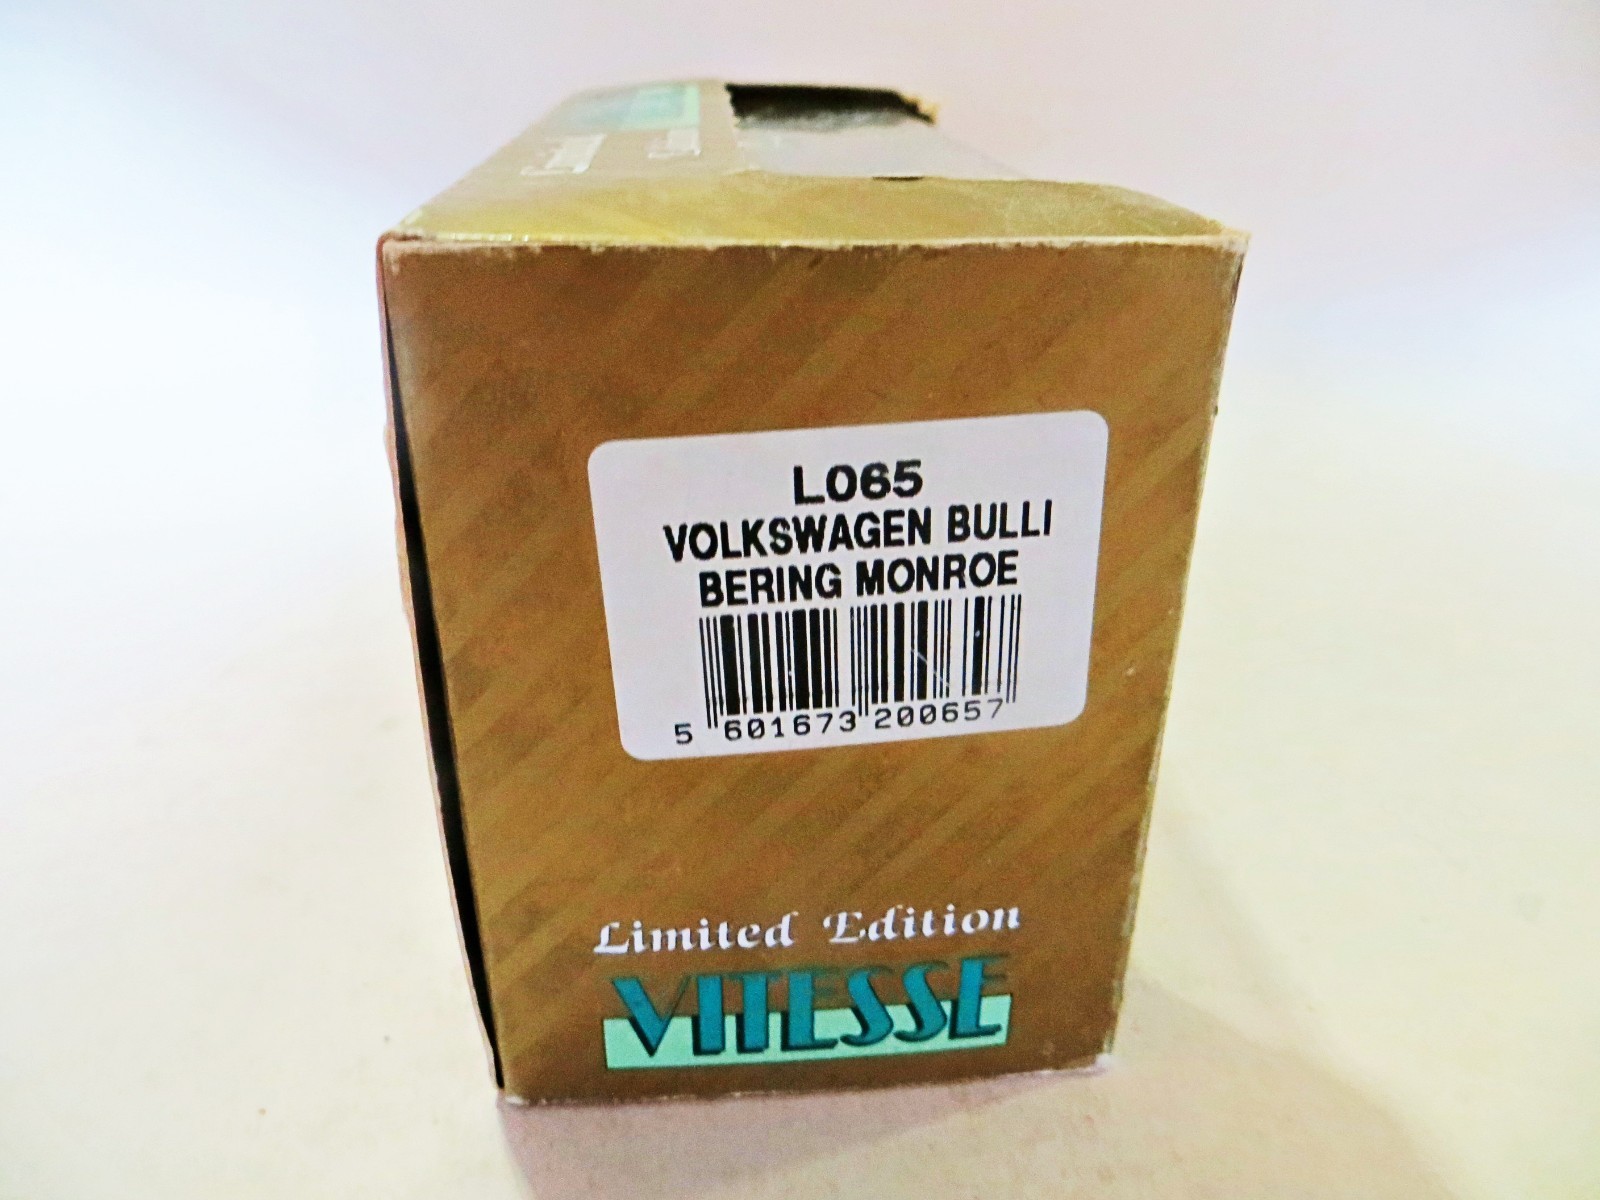 L065
VOLKSWAGEN BULLI
BERING MONROE
5 601673 200657
Limited Edition
VITESSE